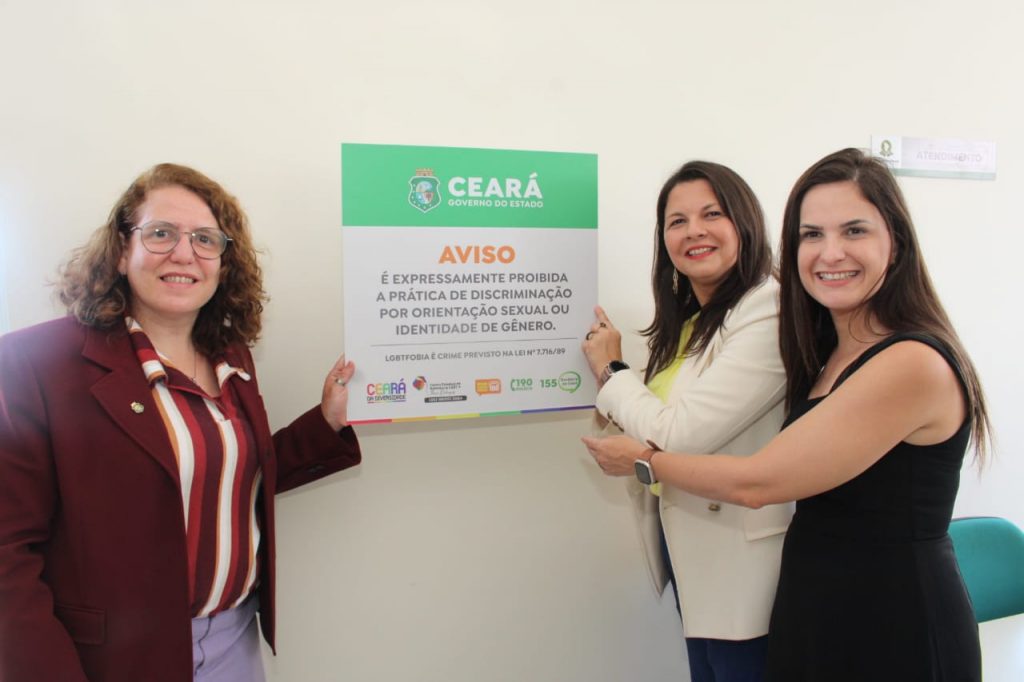 CEARÁ
GOVERNO DO ESTADO
AVISO
É EXPRESSAMENTE PROIBIDA
A PRÁTICA DE DISCRIMINAÇÃO
POR ORIENTAÇÃO SEXUAL OU
IDENTIDADE DE GÊNERO.
LGBTFOBIA É CRIME PREVISTO NA LEI Nº 7.716/89
CEARÁ
DA DIVERSIDADE
190
155
ATENDIMENTO